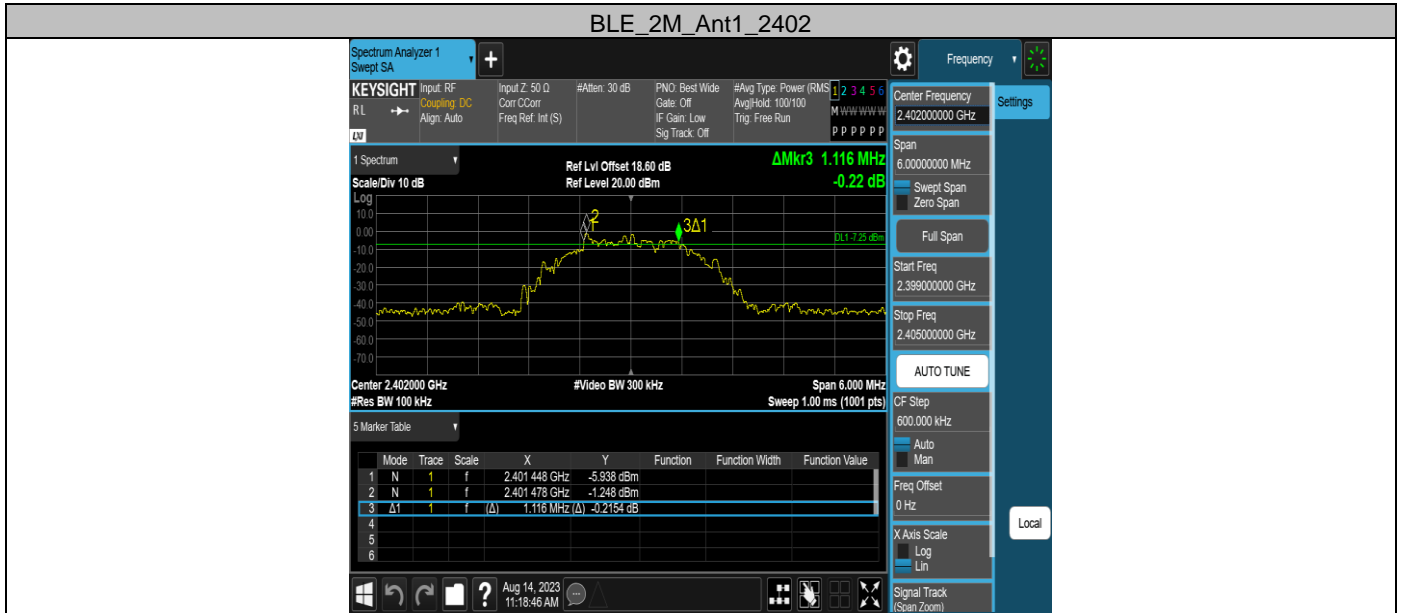 BLE_2M_Ant1_2402
Spectrum Analyzer 1
Swept SA
+
Frequency
KEYSIGHT
RL
LXI
Input: RF
Coupling: DC
Align: Auto
Input Z: 50 Ω
Corr CCorr
Freq Ref: Int (S)
#Atten: 30 dB
PNO: Best Wide
Gate: Off
IF Gain: Low
Sig Track: Off
#Avg Type: Power (RMS
Avg|Hold: 100/100
Trig: Free Run
1 2 3 4 5 6
M W W W W W
P P P P P P
Center Frequency
2.402000000 GHz
Settings
Span
6.00000000 MHz
Swept Span
Zero Span
Full Span
Start Freq
2.399000000 GHz
Stop Freq
2.405000000 GHz
AUTO TUNE
CF Step
600.000 kHz
Auto
Man
Freq Offset
0 Hz
X Axis Scale
Log
Lin
Signal Track
(Span Zoom)
Local
1 Spectrum
Ref Lvl Offset 18.60 dB
ΔMkr3 1.116 MHz
Scale/Div 10 dB
Ref Level 20.00 dBm
-0.22 dB
Log
10.0
0.00
-10.0
-20.0
-30.0
-40.0
-50.0
-60.0
-70.0
2
3Δ1
DL1 -7.25 dBm
Center 2.402000 GHz
#Video BW 300 kHz
Span 6.000 MHz
#Res BW 100 kHz
Sweep 1.00 ms (1001 pts)
5 Marker Table
Mode Trace Scale X Y Function Function Width Function Value
1 N 1 f 2.401 448 GHz -5.938 dBm
2 N 1 f 2.401 478 GHz -1.248 dBm
3 Δ1 1 f (Δ) 1.116 MHz (Δ) -0.2154 dB
4
5
6
?
Aug 14, 2023
11:18:46 AM